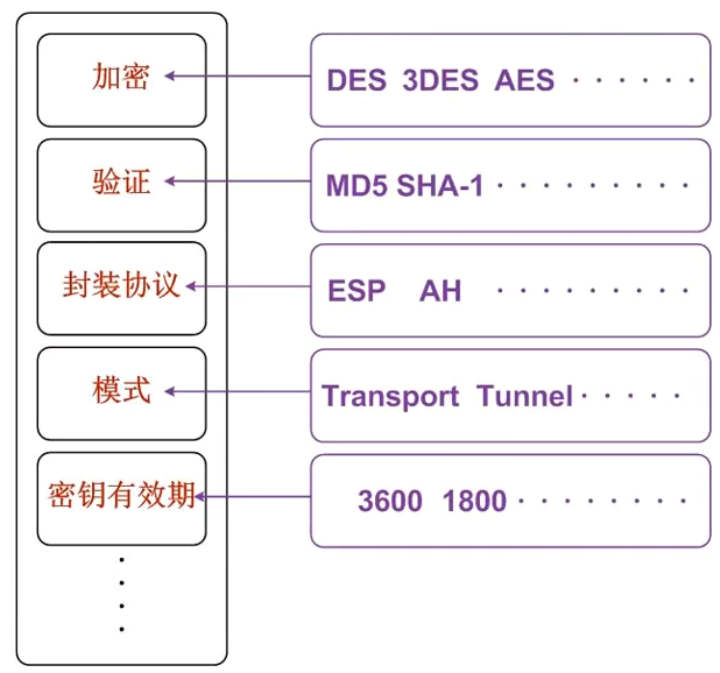 加密
DES 3DES AES · · · · · ·
验证
MD5 SHA-1 · · · · · · · · ·
封装协议
ESP AH · · · · · · · · ·
模式
Transport Tunnel · · · · ·
密钥有效期
3600 1800 · · · · · · · ·